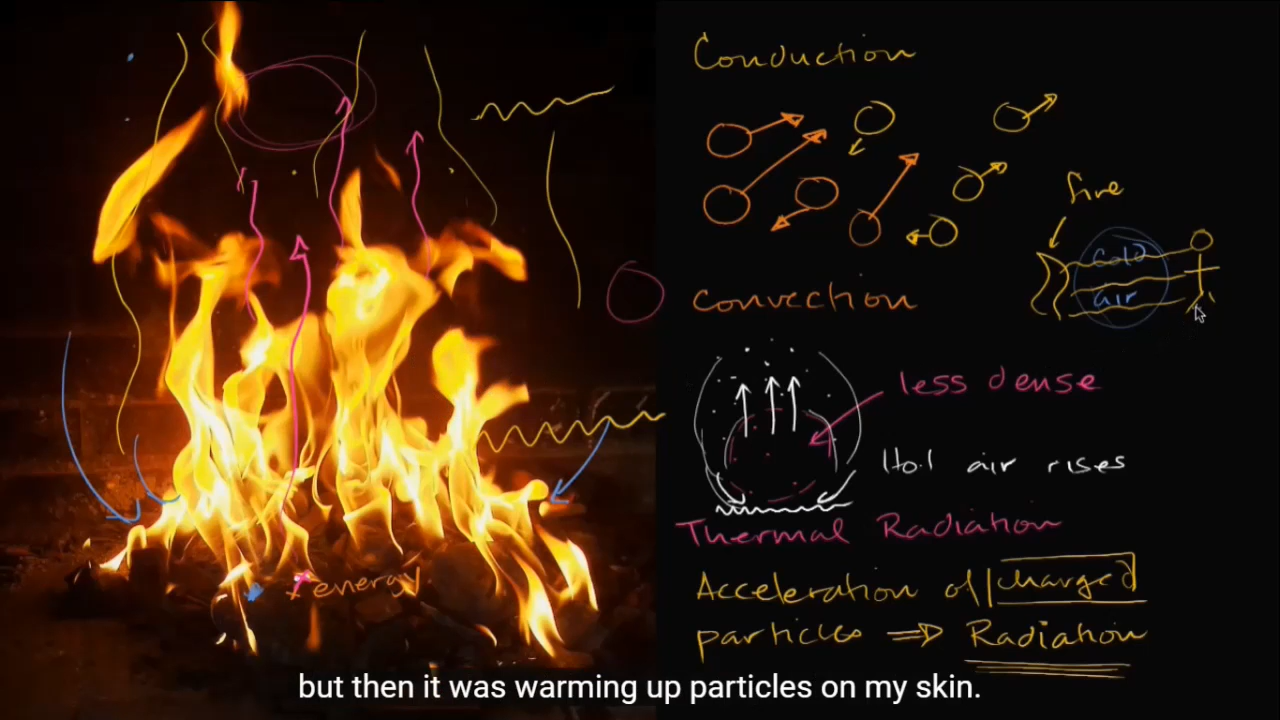 Conduction
fire
cold
air
Convection
less dense
Hot air rises
Thermal Radiation
Acceleration of charged
particles => Radiation
↑energy
but then it was warming up particles on my skin.